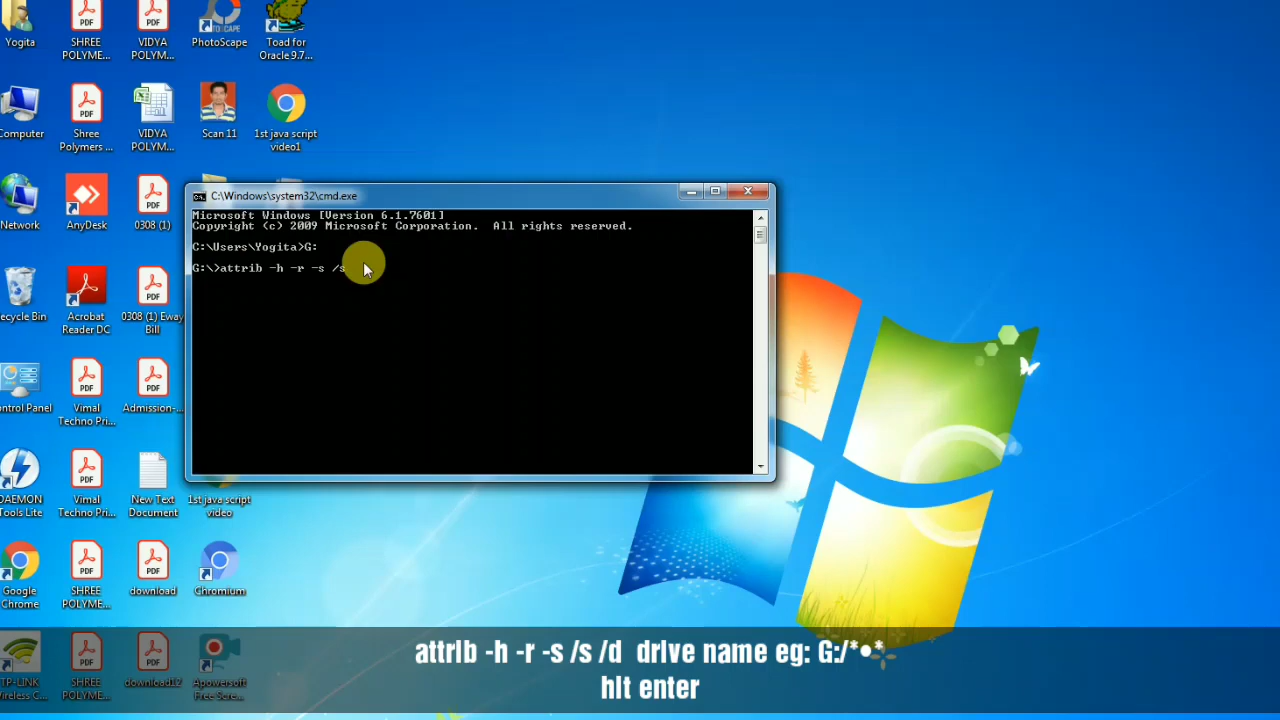 Yogita
SHREE
POLYME...
VIDYA
POLYM...
PhotoScape
Toad for
Oracle 9.7...
Computer
Shree
Polymers ...
VIDYA
POLYM...
Scan 11
1st java script
video1
Network
AnyDesk
0308 (1)
ecycle Bin
Acrobat
Reader DC
0308 (1) Eway
Bill
ontrol Panel
Vimal
Techno Pri...
Admission-...
DAEMON
Tools Lite
Vimal
Techno Pri...
New Text
Document
1st java script
video
Google
Chrome
SHREE
POLYME...
download
Chromium
TP-LINK
Wireless C...
SHREE
POLYME...
download12
Apowersoft
Free Scre...
C:\Windows\system32\cmd.exe
Microsoft Windows [Version 6.1.7601]
Copyright (c) 2009 Microsoft Corporation.  All rights reserved.
C:\Users\Yogita>G:
G:\>attrib -h -r -s /s
attrib -h -r -s /s /d  drive name eg: G:/*•*
hit enter